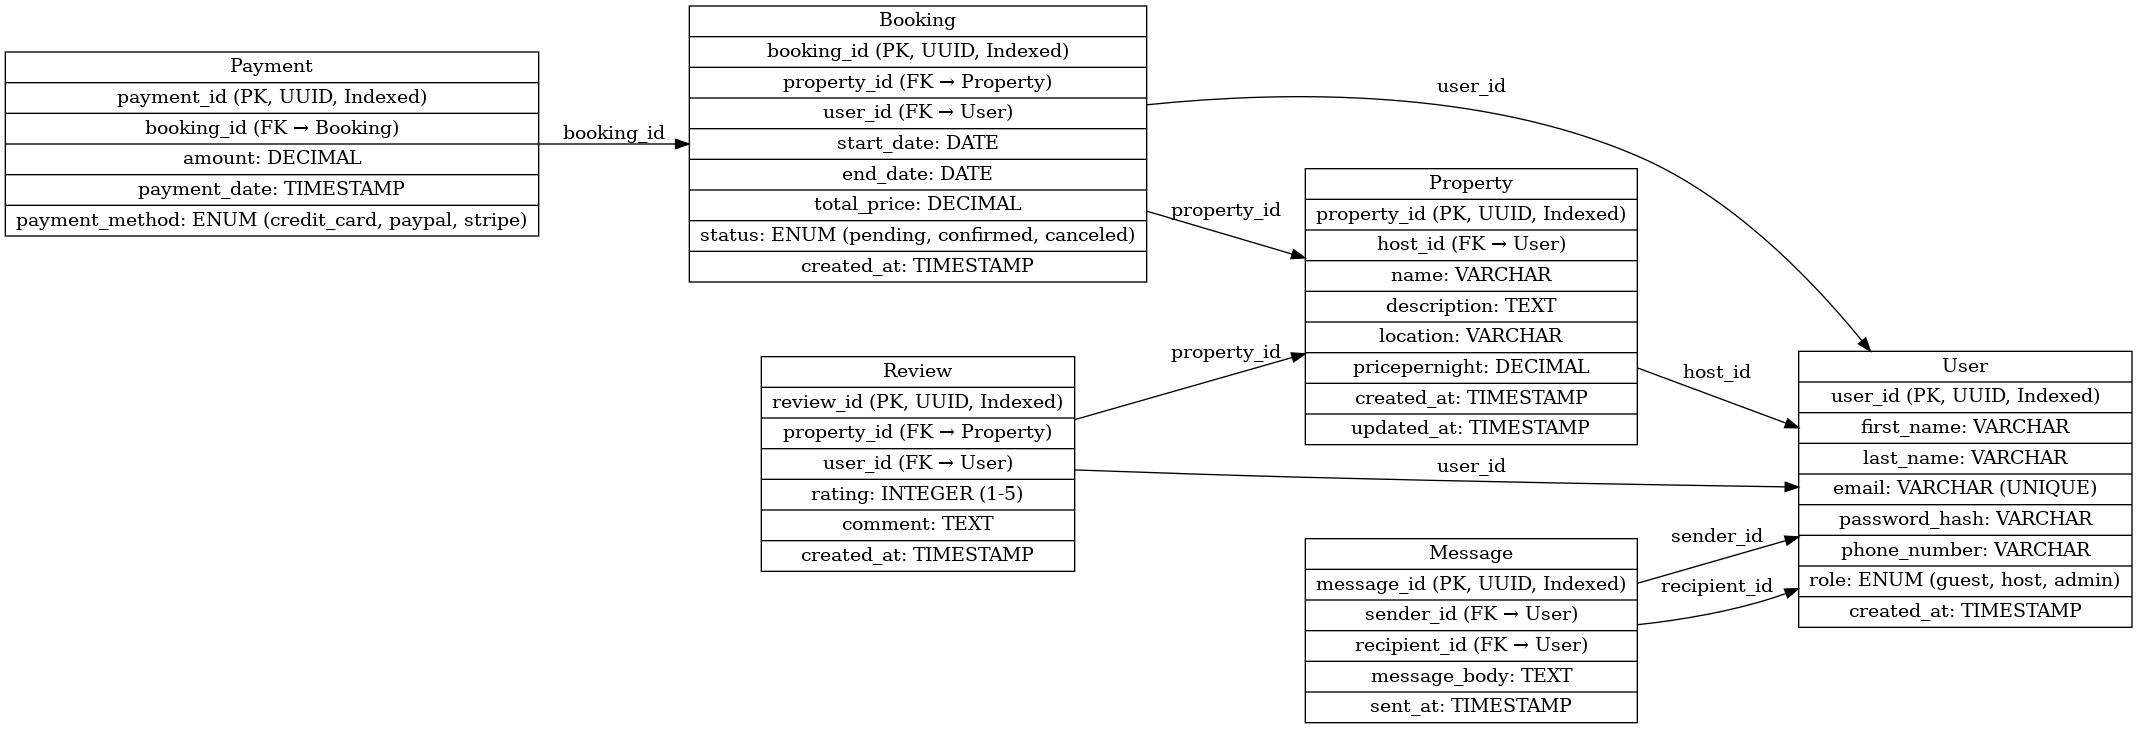 Payment
payment_id (PK, UUID, Indexed)
booking_id (FK → Booking)
amount: DECIMAL
payment_date: TIMESTAMP
payment_method: ENUM (credit_card, paypal, stripe)
booking_id
Booking
booking_id (PK, UUID, Indexed)
property_id (FK → Property)
user_id (FK → User)
start_date: DATE
end_date: DATE
total_price: DECIMAL
status: ENUM (pending, confirmed, canceled)
created_at: TIMESTAMP
user_id
property_id
Review
review_id (PK, UUID, Indexed)
property_id (FK → Property)
user_id (FK → User)
rating: INTEGER (1-5)
comment: TEXT
created_at: TIMESTAMP
property_id
user_id
Property
property_id (PK, UUID, Indexed)
host_id (FK → User)
name: VARCHAR
description: TEXT
location: VARCHAR
pricepernight: DECIMAL
created_at: TIMESTAMP
updated_at: TIMESTAMP
host_id
Message
message_id (PK, UUID, Indexed)
sender_id (FK → User)
recipient_id (FK → User)
message_body: TEXT
sent_at: TIMESTAMP
sender_id
recipient_id
User
user_id (PK, UUID, Indexed)
first_name: VARCHAR
last_name: VARCHAR
email: VARCHAR (UNIQUE)
password_hash: VARCHAR
phone_number: VARCHAR
role: ENUM (guest, host, admin)
created_at: TIMESTAMP